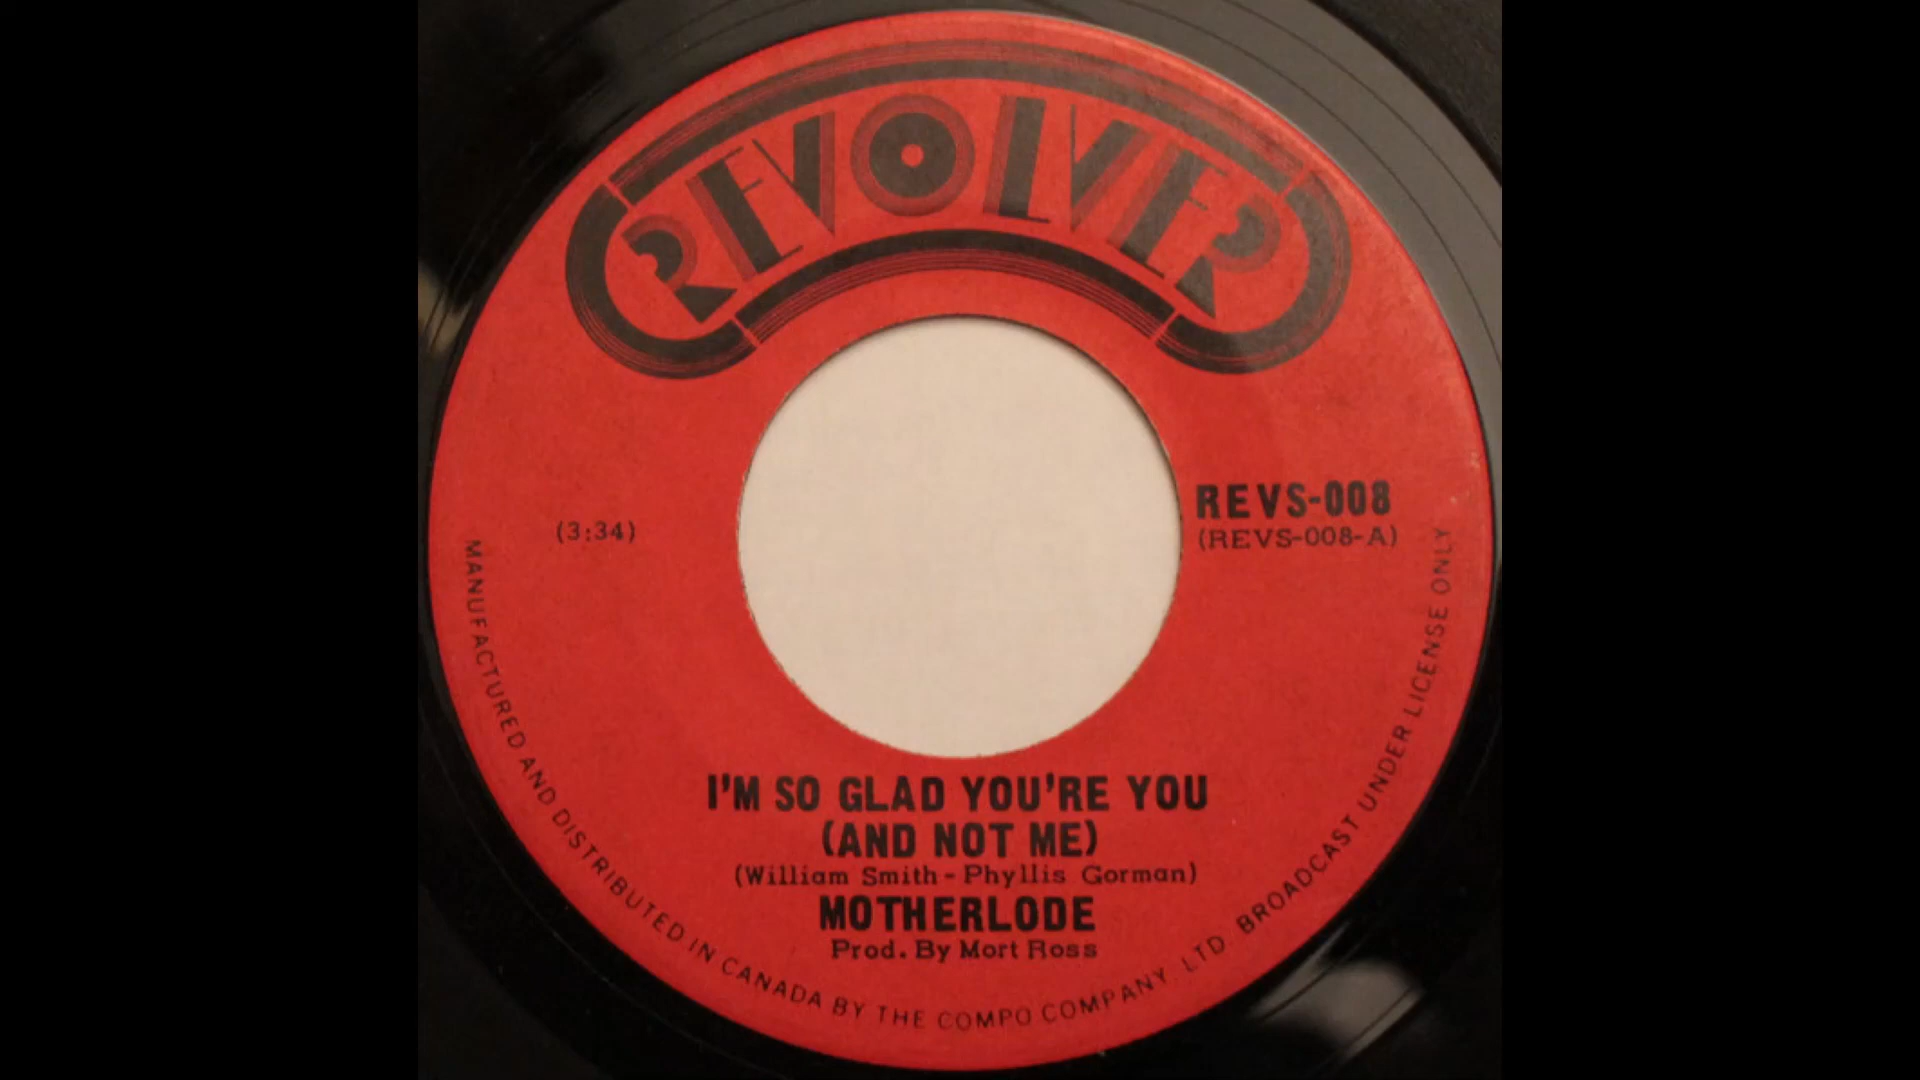 REVOLVER
(3:34)
REVS-008
(REVS-008-A)
I'M SO GLAD YOU'RE YOU
(AND NOT ME)
(William Smith - Phyllis Gorman)
MOTHERLODE
Prod. By Mort Ross
MANUFACTURED AND DISTRIBUTED IN CANADA BY THE COMPO COMPANY, LTD BROADCAST UNDER LICENSE ONLY